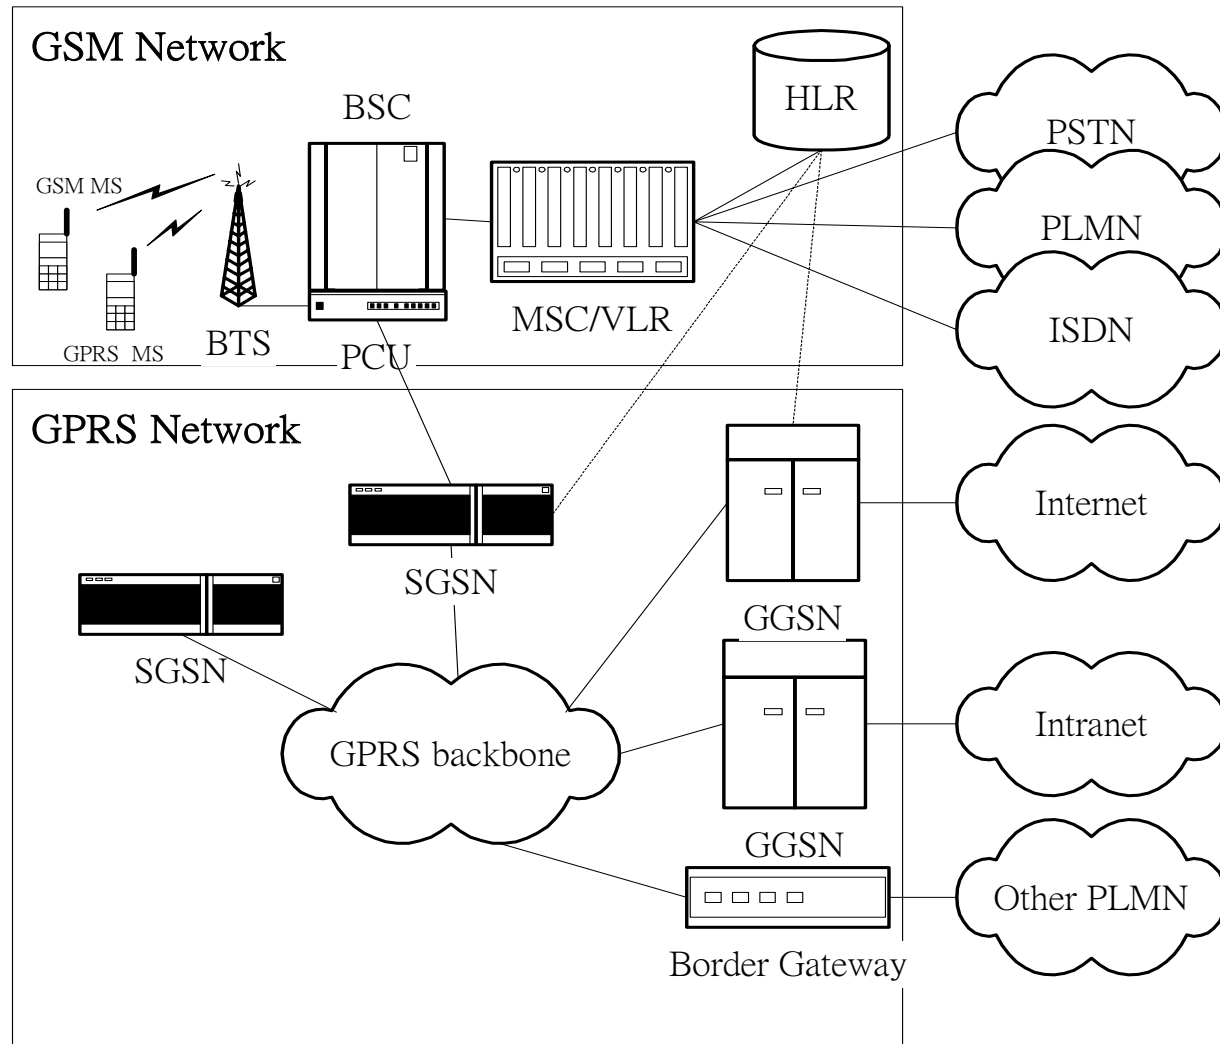 GSM Network
HLR
PSTN
BSC
GSM MS
PLMN
MSC/VLR
ISDN
BTS
PCU
GPRS MS
GPRS Network
Internet
SGSN
GGSN
SGSN
Intranet
GPRS backbone
GGSN
Other PLMN
Border Gateway